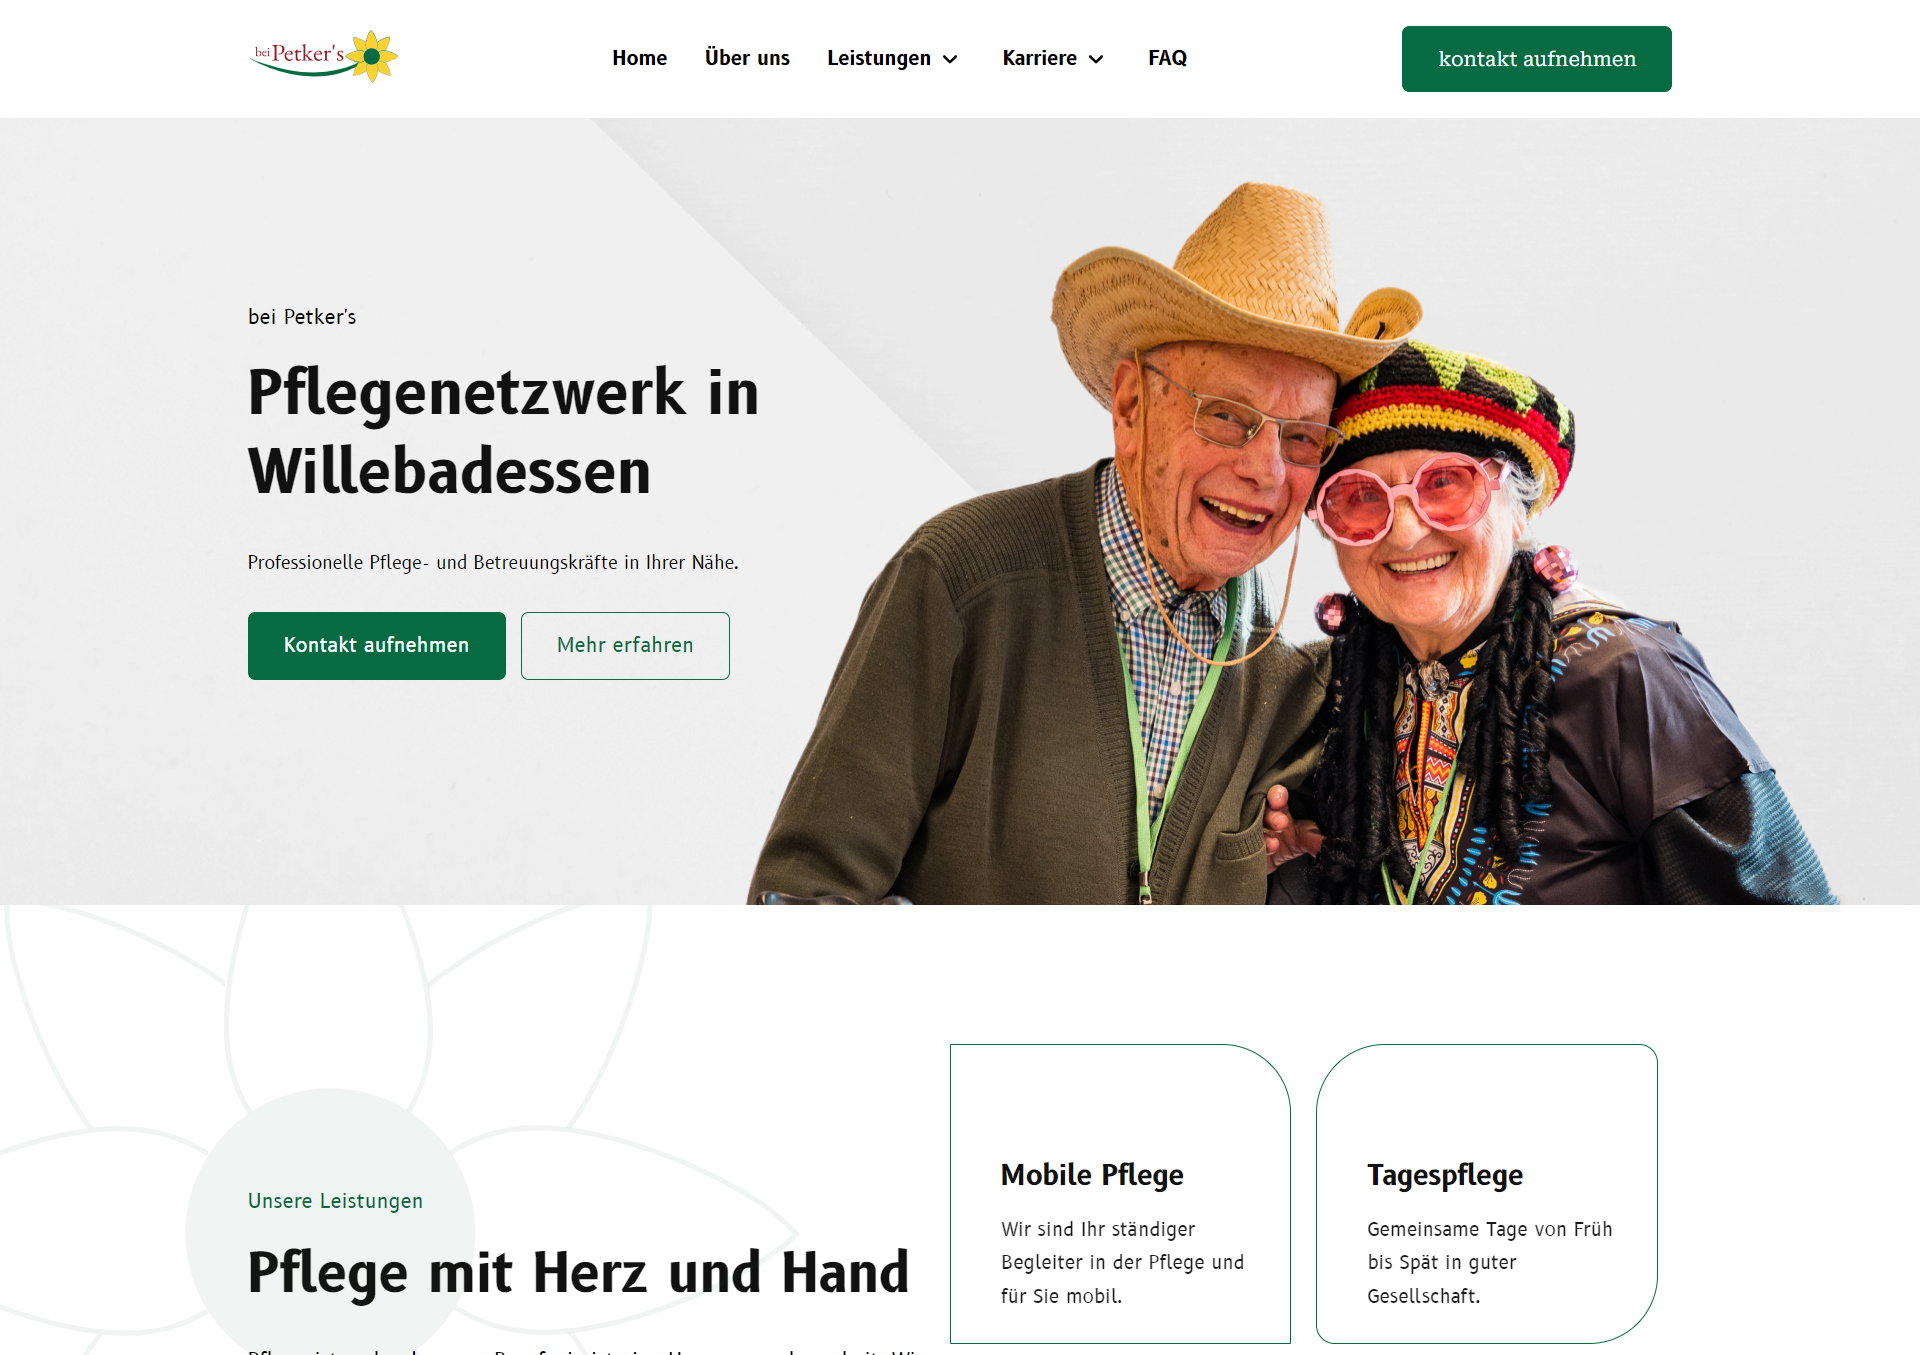 bei Petker's
Home
Über uns
Leistungen
Karriere
FAQ
kontakt aufnehmen
bei Petker's
Pflegenetzwerk in
Willebadessen
Professionelle Pflege- und Betreuungskräfte in Ihrer Nähe.
Kontakt aufnehmen
Mehr erfahren
Unsere Leistungen
Pflege mit Herz und Hand
Mobile Pflege
Wir sind Ihr ständiger
Begleiter in der Pflege und
für Sie mobil.
Tagespflege
Gemeinsame Tage von Früh
bis Spät in guter
Gesellschaft.